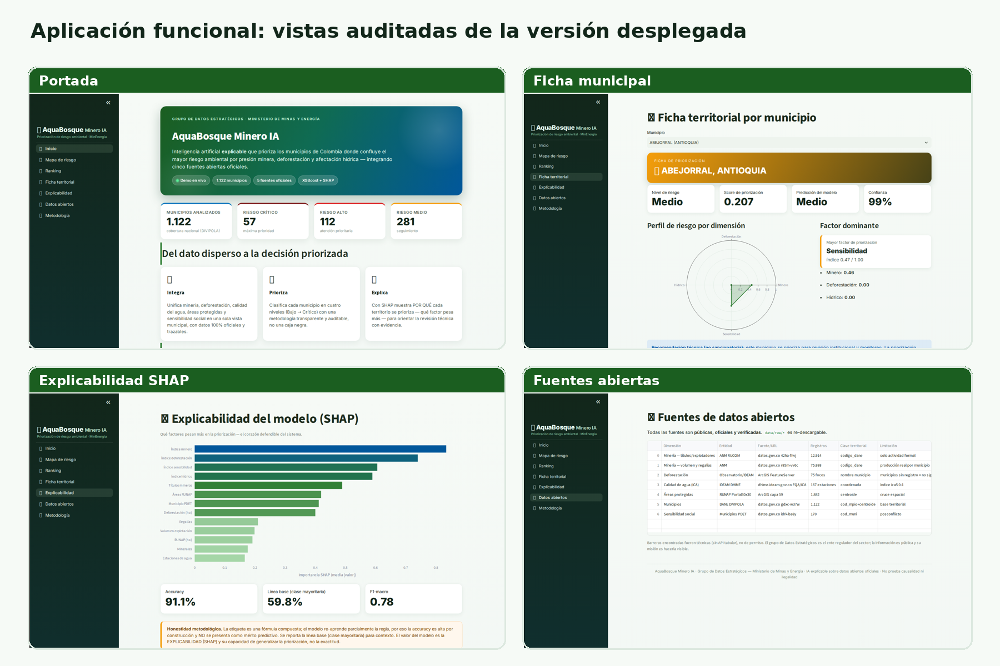 Aplicación funcional: vistas auditadas de la versión desplegada
Portada
«
AquaBosque Minero IA
Priorización de riesgo ambiental · MinEnergía
Inicio
Mapa de riesgo
Ranking
Ficha territorial
Explicabilidad
Datos abiertos
Metodología
GRUPO DE DATOS ESTRATÉGICOS · MINISTERIO DE MINAS Y ENERGÍA
AquaBosque Minero IA
Inteligencia artificial explicable que prioriza los municipios de Colombia donde confluye el
mayor riesgo ambiental por presión minera, deforestación y afectación hídrica — integrando
cinco fuentes abiertas oficiales.
Demo en vivo
1.122 municipios
5 fuentes oficiales
XGBoost + SHAP
MUNICIPIOS ANALIZADOS
1.122
cobertura nacional (DIVIPOLA)
RIESGO CRÍTICO
57
máxima prioridad
RIESGO ALTO
112
atención prioritaria
RIESGO MEDIO
281
seguimiento
Del dato disperso a la decisión priorizada
Integra
Unifica minería, deforestación, calidad
del agua, áreas protegidas y
sensibilidad social en una sola vista
municipal, con datos 100% oficiales y
trazables.
Prioriza
Clasifica cada municipio en cuatro
niveles (Bajo → Crítico) con una
metodología transparente y auditable,
no una caja negra.
Explica
Con SHAP muestra POR QUÉ cada
territorio se prioriza — qué factor pesa
más — para orientar la revisión técnica
con evidencia.
Ficha municipal
«
AquaBosque Minero IA
Priorización de riesgo ambiental · MinEnergía
Inicio
Mapa de riesgo
Ranking
Ficha territorial
Explicabilidad
Datos abiertos
Metodología
Ficha territorial por municipio
Municipio
ABEJORRAL (ANTIOQUIA)
FICHA DE PRIORIZACIÓN
ABEJORRAL, ANTIOQUIA
Nivel de riesgo
Medio
Score de priorización
0.207
Predicción del modelo
Medio
Confianza
99%
Perfil de riesgo por dimensión
Deforestación
Hídrico
Minero
0 0.2 0.4 0.6 0.8 1
Sensibilidad
Factor dominante
Mayor factor de priorización
Sensibilidad
índice 0.47 / 1.00
• Minero: 0.46
• Deforestación: 0.00
• Hídrico: 0.00
Recomendación técnica (no sancionatoria): este municipio se prioriza para revisión institucional y monitoreo. La priorización
Explicabilidad SHAP
«
AquaBosque Minero IA
Priorización de riesgo ambiental · MinEnergía
Inicio
Mapa de riesgo
Ranking
Ficha territorial
Explicabilidad
Datos abiertos
Metodología
Explicabilidad del modelo (SHAP)
Qué factores pesan más en la priorización — el corazón defendible del sistema.
Índice minero
Índice deforestación
Índice sensibilidad
Índice hídrico
Títulos mineros
Áreas RUNAP
Municipio PDET
Deforestación (ha)
Regalías
Volumen explotación
RUNAP (ha)
Minerales
Estaciones de agua
0 0.1 0.2 0.3 0.4 0.5 0.6 0.7 0.8
Importancia SHAP (media |valor|)
Accuracy
91.1%
Línea base (clase mayoritaria)
59.8%
F1-macro
0.78
Honestidad metodológica. La etiqueta es una fórmula compuesta; el modelo re-aprende parcialmente la regla, por eso la accuracy es alta por
construcción y NO se presenta como mérito predictivo. Se reporta la línea base (clase mayoritaria) para contexto. El valor del modelo es la
EXPLICABILIDAD (SHAP) y su capacidad de generalizar la priorización, no la exactitud.
Fuentes abiertas
«
AquaBosque Minero IA
Priorización de riesgo ambiental · MinEnergía
Inicio
Mapa de riesgo
Ranking
Ficha territorial
Explicabilidad
Datos abiertos
Metodología
Fuentes de datos abiertos
Todas las fuentes son públicas, oficiales y verificadas. data/raw/* es re-descargable.
Dimensión Entidad Fuente/URL Registros Clave territorial Limitación
0 Minería — títulos/explotadores ANM RUCOM datos.gov.co 42ha-fhvj 12.914 codigo_dane solo actividad formal
1 Minería — volumen y regalías ANM datos.gov.co r85m-vv6c 75.888 codigo_dane producción real por municipio
2 Deforestación Observatorio/IDEAM ArcGIS FeatureServer 75 focos nombre municipio municipios sin registro = no sig
3 Calidad de agua (ICA) IDEAM DHIME dhime.ideam.gov.co FQA/ICA 167 estaciones coordenada índice ica5 0-1
4 Áreas protegidas RUNAP Portal30x30 ArcGIS capa 59 1.882 centroide cruce espacial
5 Municipios DANE DIVIPOLA datos.gov.co gdxc-w37w 1.122 cod_mpio+centroide base territorial
6 Sensibilidad social Municipios PDET datos.gov.co idrk-ba8y 170 cod_muni posconflicto
Barreras encontradas fueron técnicas (sin API tabular), no de permiso. El grupo de Datos Estratégicos es el ente regulador del sector; la información es pública y su
misión es hacerla visible.
AquaBosque Minero IA · Grupo de Datos Estratégicos — Ministerio de Minas y Energía · IA explicable sobre datos abiertos oficiales · No prueba causalidad ni
ilegalidad